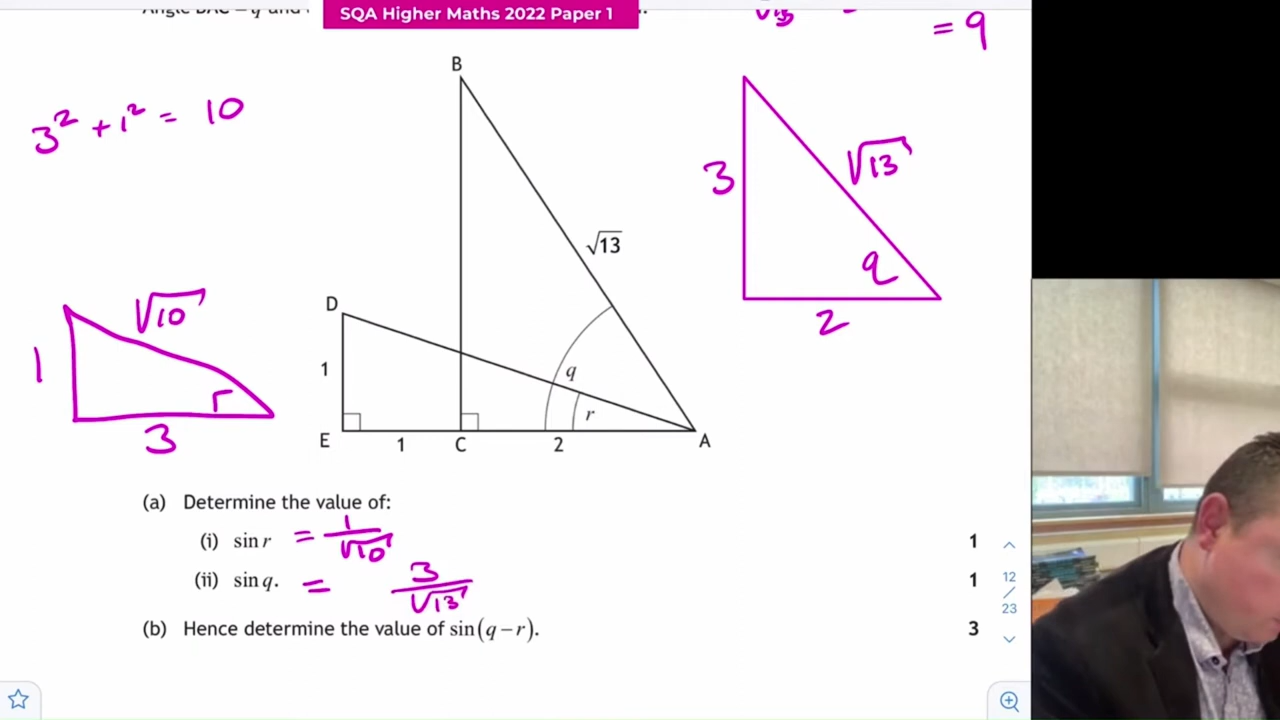 SQA Higher Maths 2022 Paper 1
= 9
3² + 1² = 10
B
√13
3
√13
q
2
D
1
q
r
E
1
C
2
A
√10
1
r
3
(a) Determine the value of:
(i) sin r = 1/√10 1
(ii) sin q. = 3/√13 1
12
/
23
(b) Hence determine the value of sin(q – r). 3